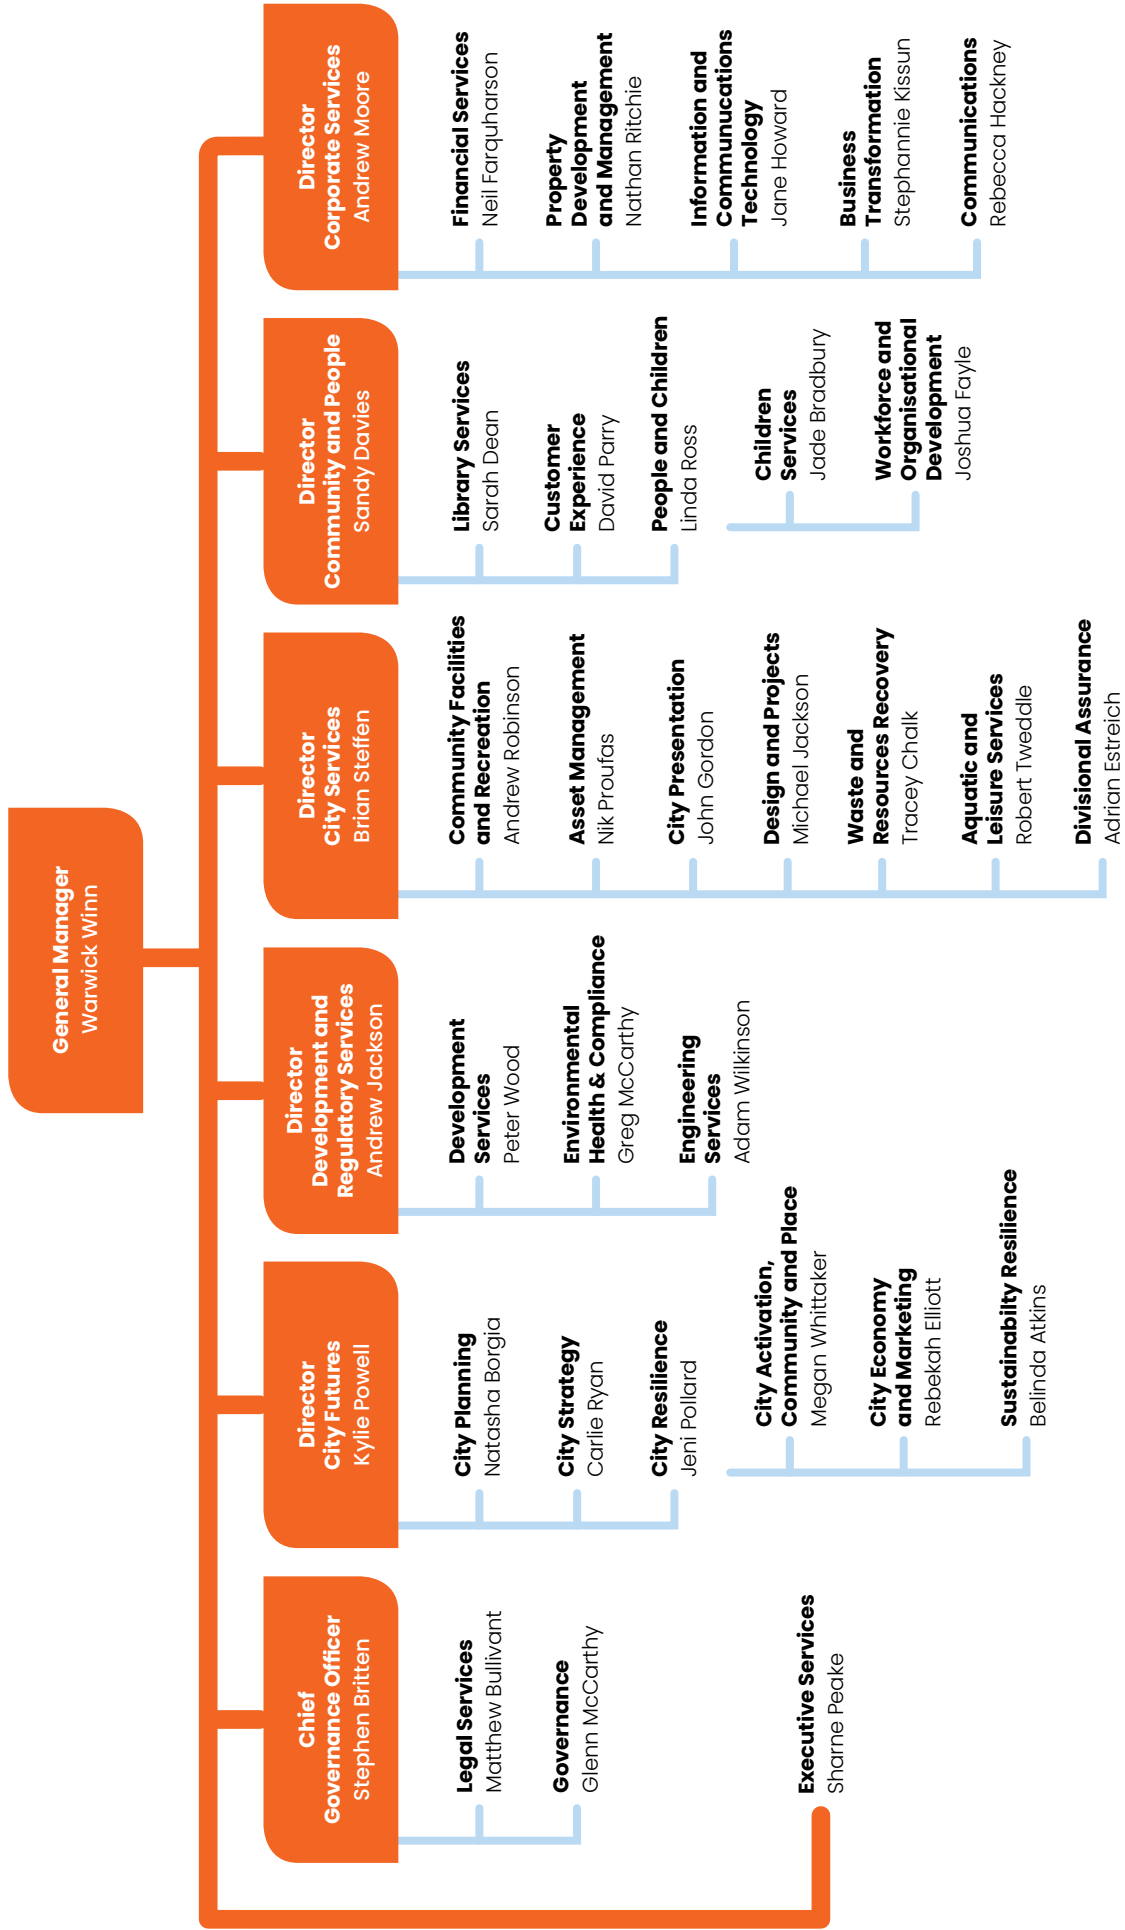 General Manager
Warwick Winn
Chief
Governance Officer
Stephen Britten
Legal Services
Matthew Bullivant
Governance
Glenn McCarthy
Executive Services
Sharne Peake
Director
City Futures
Kylie Powell
City Planning
Natasha Borgia
City Strategy
Carlie Ryan
City Resilience
Jeni Pollard
City Activation,
Community and Place
Megan Whittaker
City Economy
and Marketing
Rebekah Elliott
Sustainabilty Resilience
Belinda Atkins
Director
Development and
Regulatory Services
Andrew Jackson
Development
Services
Peter Wood
Environmental
Health & Compliance
Greg McCarthy
Engineering
Services
Adam Wilkinson
Director
City Services
Brian Steffen
Community Facilities
and Recreation
Andrew Robinson
Asset Management
Nik Proufas
City Presentation
John Gordon
Design and Projects
Michael Jackson
Waste and
Resources Recovery
Tracey Chalk
Aquatic and
Leisure Services
Robert Tweddle
Divisional Assurance
Adrian Estreich
Director
Community and People
Sandy Davies
Library Services
Sarah Dean
Customer
Experience
David Parry
People and Children
Linda Ross
Children
Services
Jade Bradbury
Workforce and
Organisational
Development
Joshua Fayle
Director
Corporate Services
Andrew Moore
Financial Services
Neil Farquharson
Property
Development
and Management
Nathan Ritchie
Information and
Communucations
Technology
Jane Howard
Business
Transformation
Stephannie Kissun
Communications
Rebecca Hackney